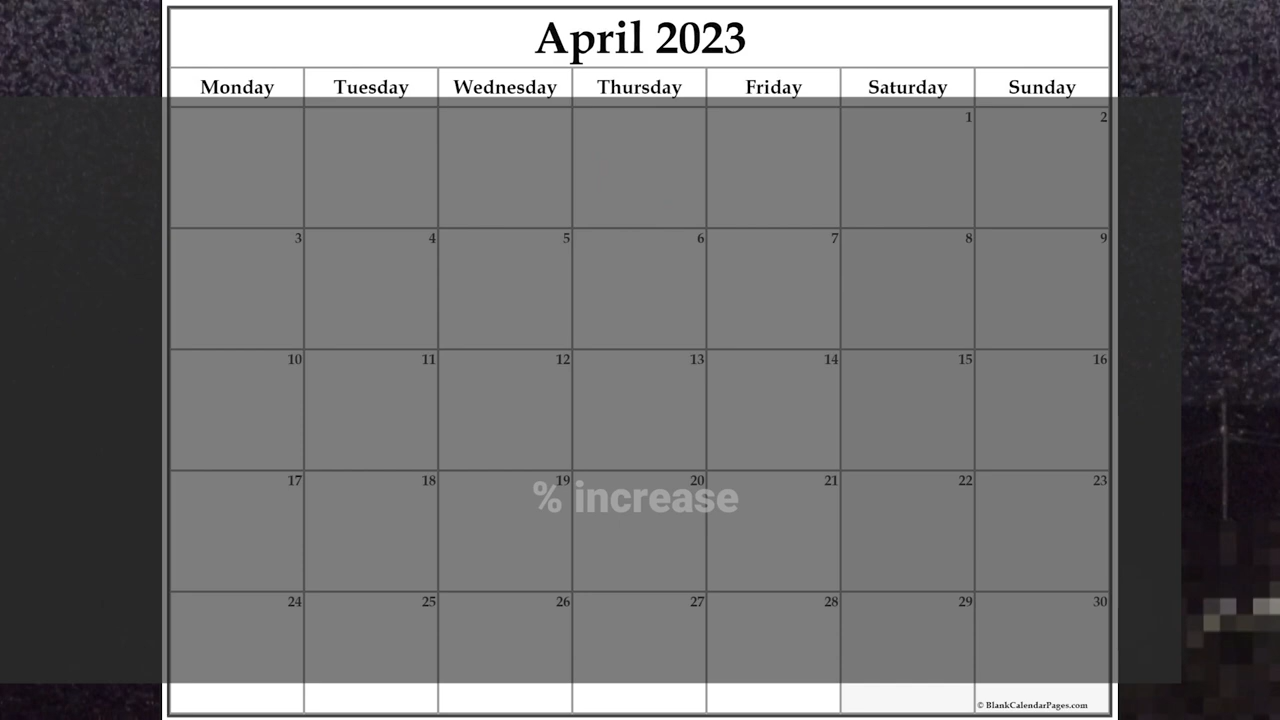 April 2023
Monday Tuesday Wednesday Thursday Friday Saturday Sunday
1 2
3 4 5 6 7 8 9
10 11 12 13 14 15 16
17 18 19 20 21 22 23
% increase
24 25 26 27 28 29 30
© BlankCalendarPages.com